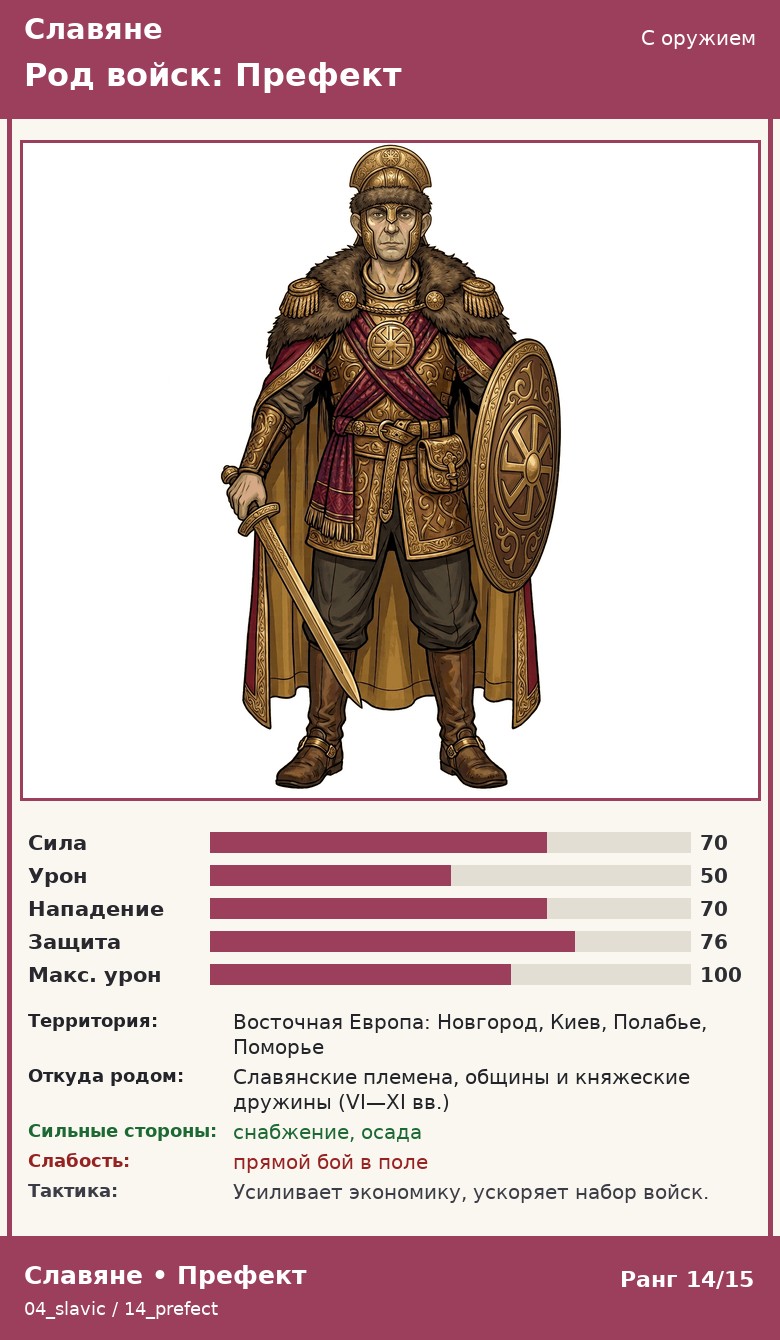 Славяне
С оружием
Род войск: Префект
Сила 70
Урон 50
Нападение 70
Защита 76
Макс. урон 100
Территория: Восточная Европа: Новгород, Киев, Полабье,
Поморье
Откуда родом: Славянские племена, общины и княжеские
дружины (VI—XI вв.)
Сильные стороны: снабжение, осада
Слабость: прямой бой в поле
Тактика: Усиливает экономику, ускоряет набор войск.
Славяне • Префект
Ранг 14/15
04_slavic / 14_prefect